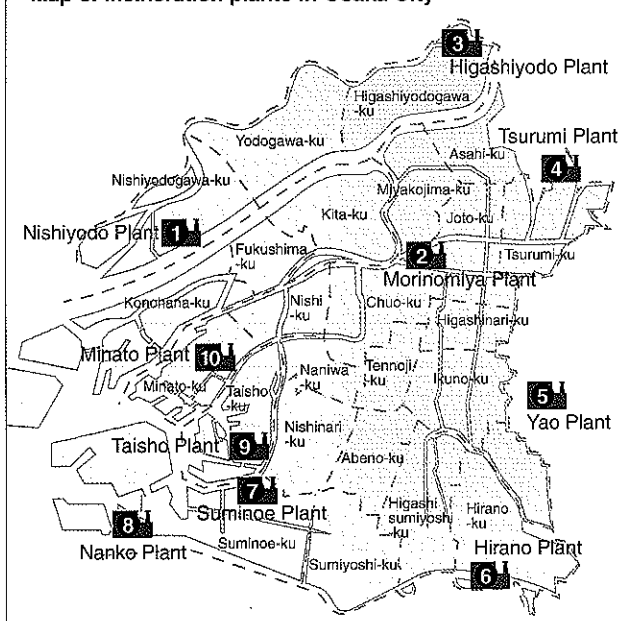 Map of incineration plants in Osaka City
3
Higashiyodo Plant
Higashiyodogawa
-ku
Tsurumi Plant
4
Yodogawa-ku
Asahi-ku
Nishiyodogawa-ku
Miyakojima-ku
Kita-ku
Joto-ku
Nishiyodo Plant
1
Fukushima
-ku
2
Tsurumi-ku
Morinomiya Plant
Konohana-ku
Nishi
-ku
Chuo-ku
Higashinari-ku
Minato Plant
10
Minato-ku
Taisho
-ku
Naniwa
-ku
Tennoji
-ku
Ikuno-ku
5
Yao Plant
Taisho Plant
9
Nishinari
-ku
Abeno-ku
7
Suminoe Plant
8
Nanko Plant
Suminoe-ku
Sumiyoshi-ku
Higashi
sumiyoshi
-ku
Hirano
-ku
Hirano Plant
6